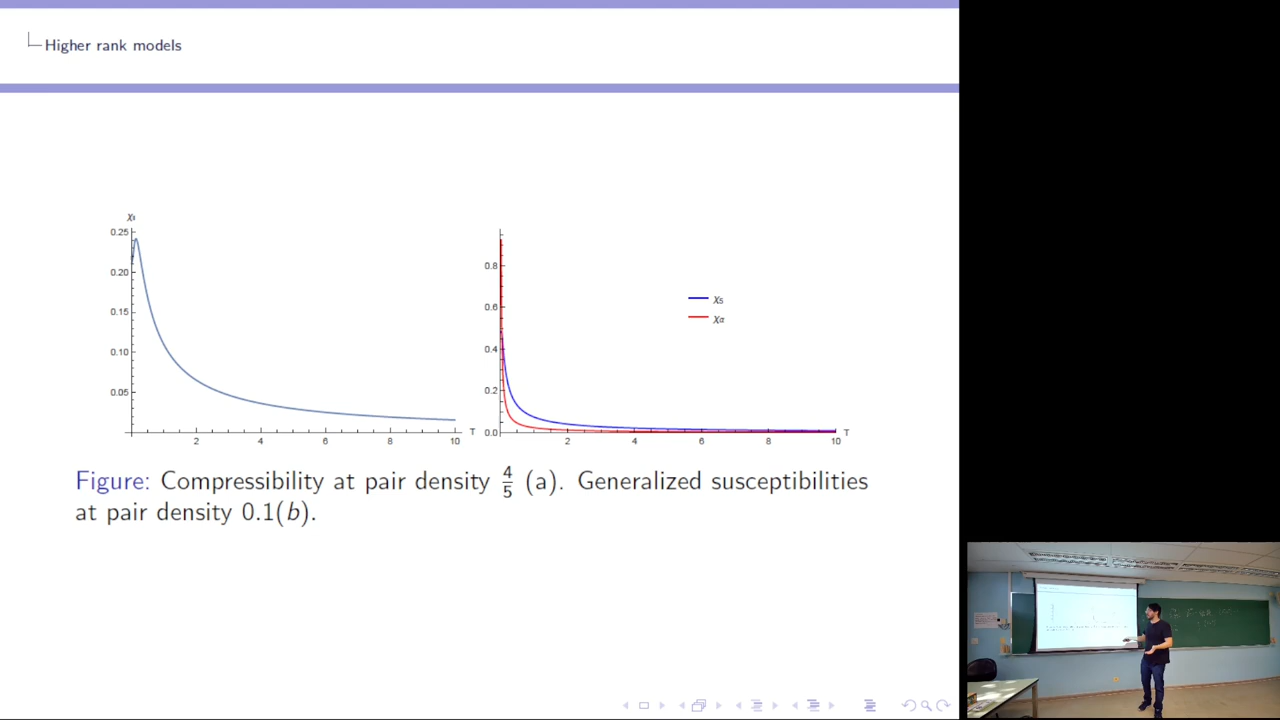 Higher rank models
0.25
0.20
0.15
0.10
0.05
2 4 6 8 10
T
0.8
0.6
0.4
0.2
0.0
2 4 6 8 10
T
χs
χα
Figure: Compressibility at pair density 4/5 (a). Generalized susceptibilities
at pair density 0.1(b).